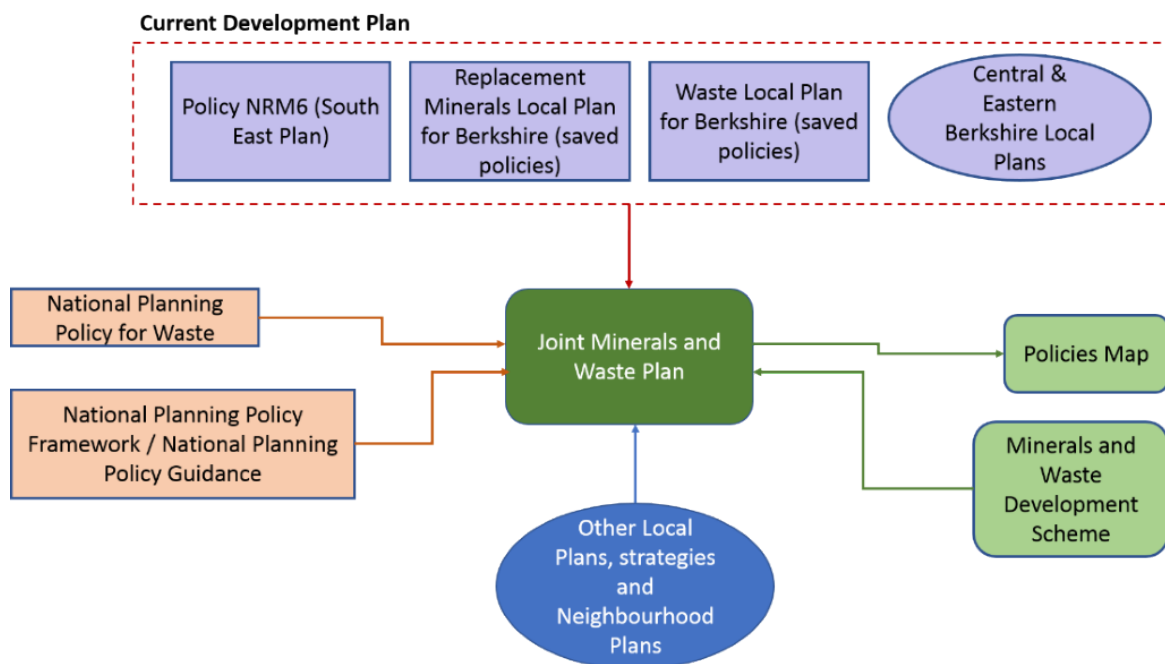 Current Development Plan
Policy NRM6 (South
East Plan)
Replacement
Minerals Local Plan
for Berkshire (saved
policies)
Waste Local Plan
for Berkshire (saved
policies)
Central &
Eastern
Berkshire Local
Plans
National Planning
Policy for Waste
Joint Minerals and
Waste Plan
Policies Map
National Planning Policy
Framework / National Planning
Policy Guidance
Minerals and
Waste
Development
Scheme
Other Local
Plans, strategies
and
Neighbourhood
Plans